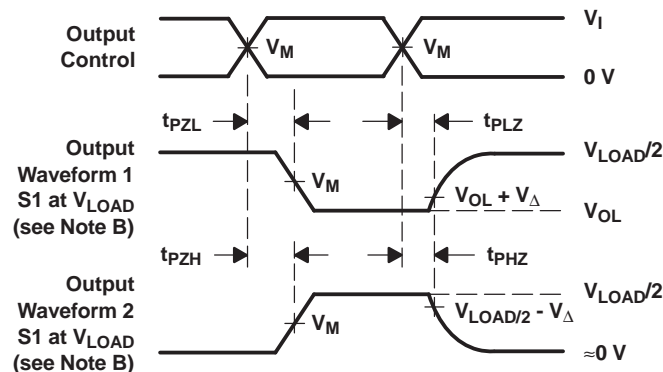 Output
Control
V_M
V_M
V_I
0 V
t_PZL
t_PLZ
Output
Waveform 1
S1 at V_LOAD
(see Note B)
V_M
V_OL + V_Δ
V_LOAD/2
V_OL
t_PZH
t_PHZ
Output
Waveform 2
S1 at V_LOAD
(see Note B)
V_M
V_LOAD/2 - V_Δ
V_LOAD/2
≈0 V